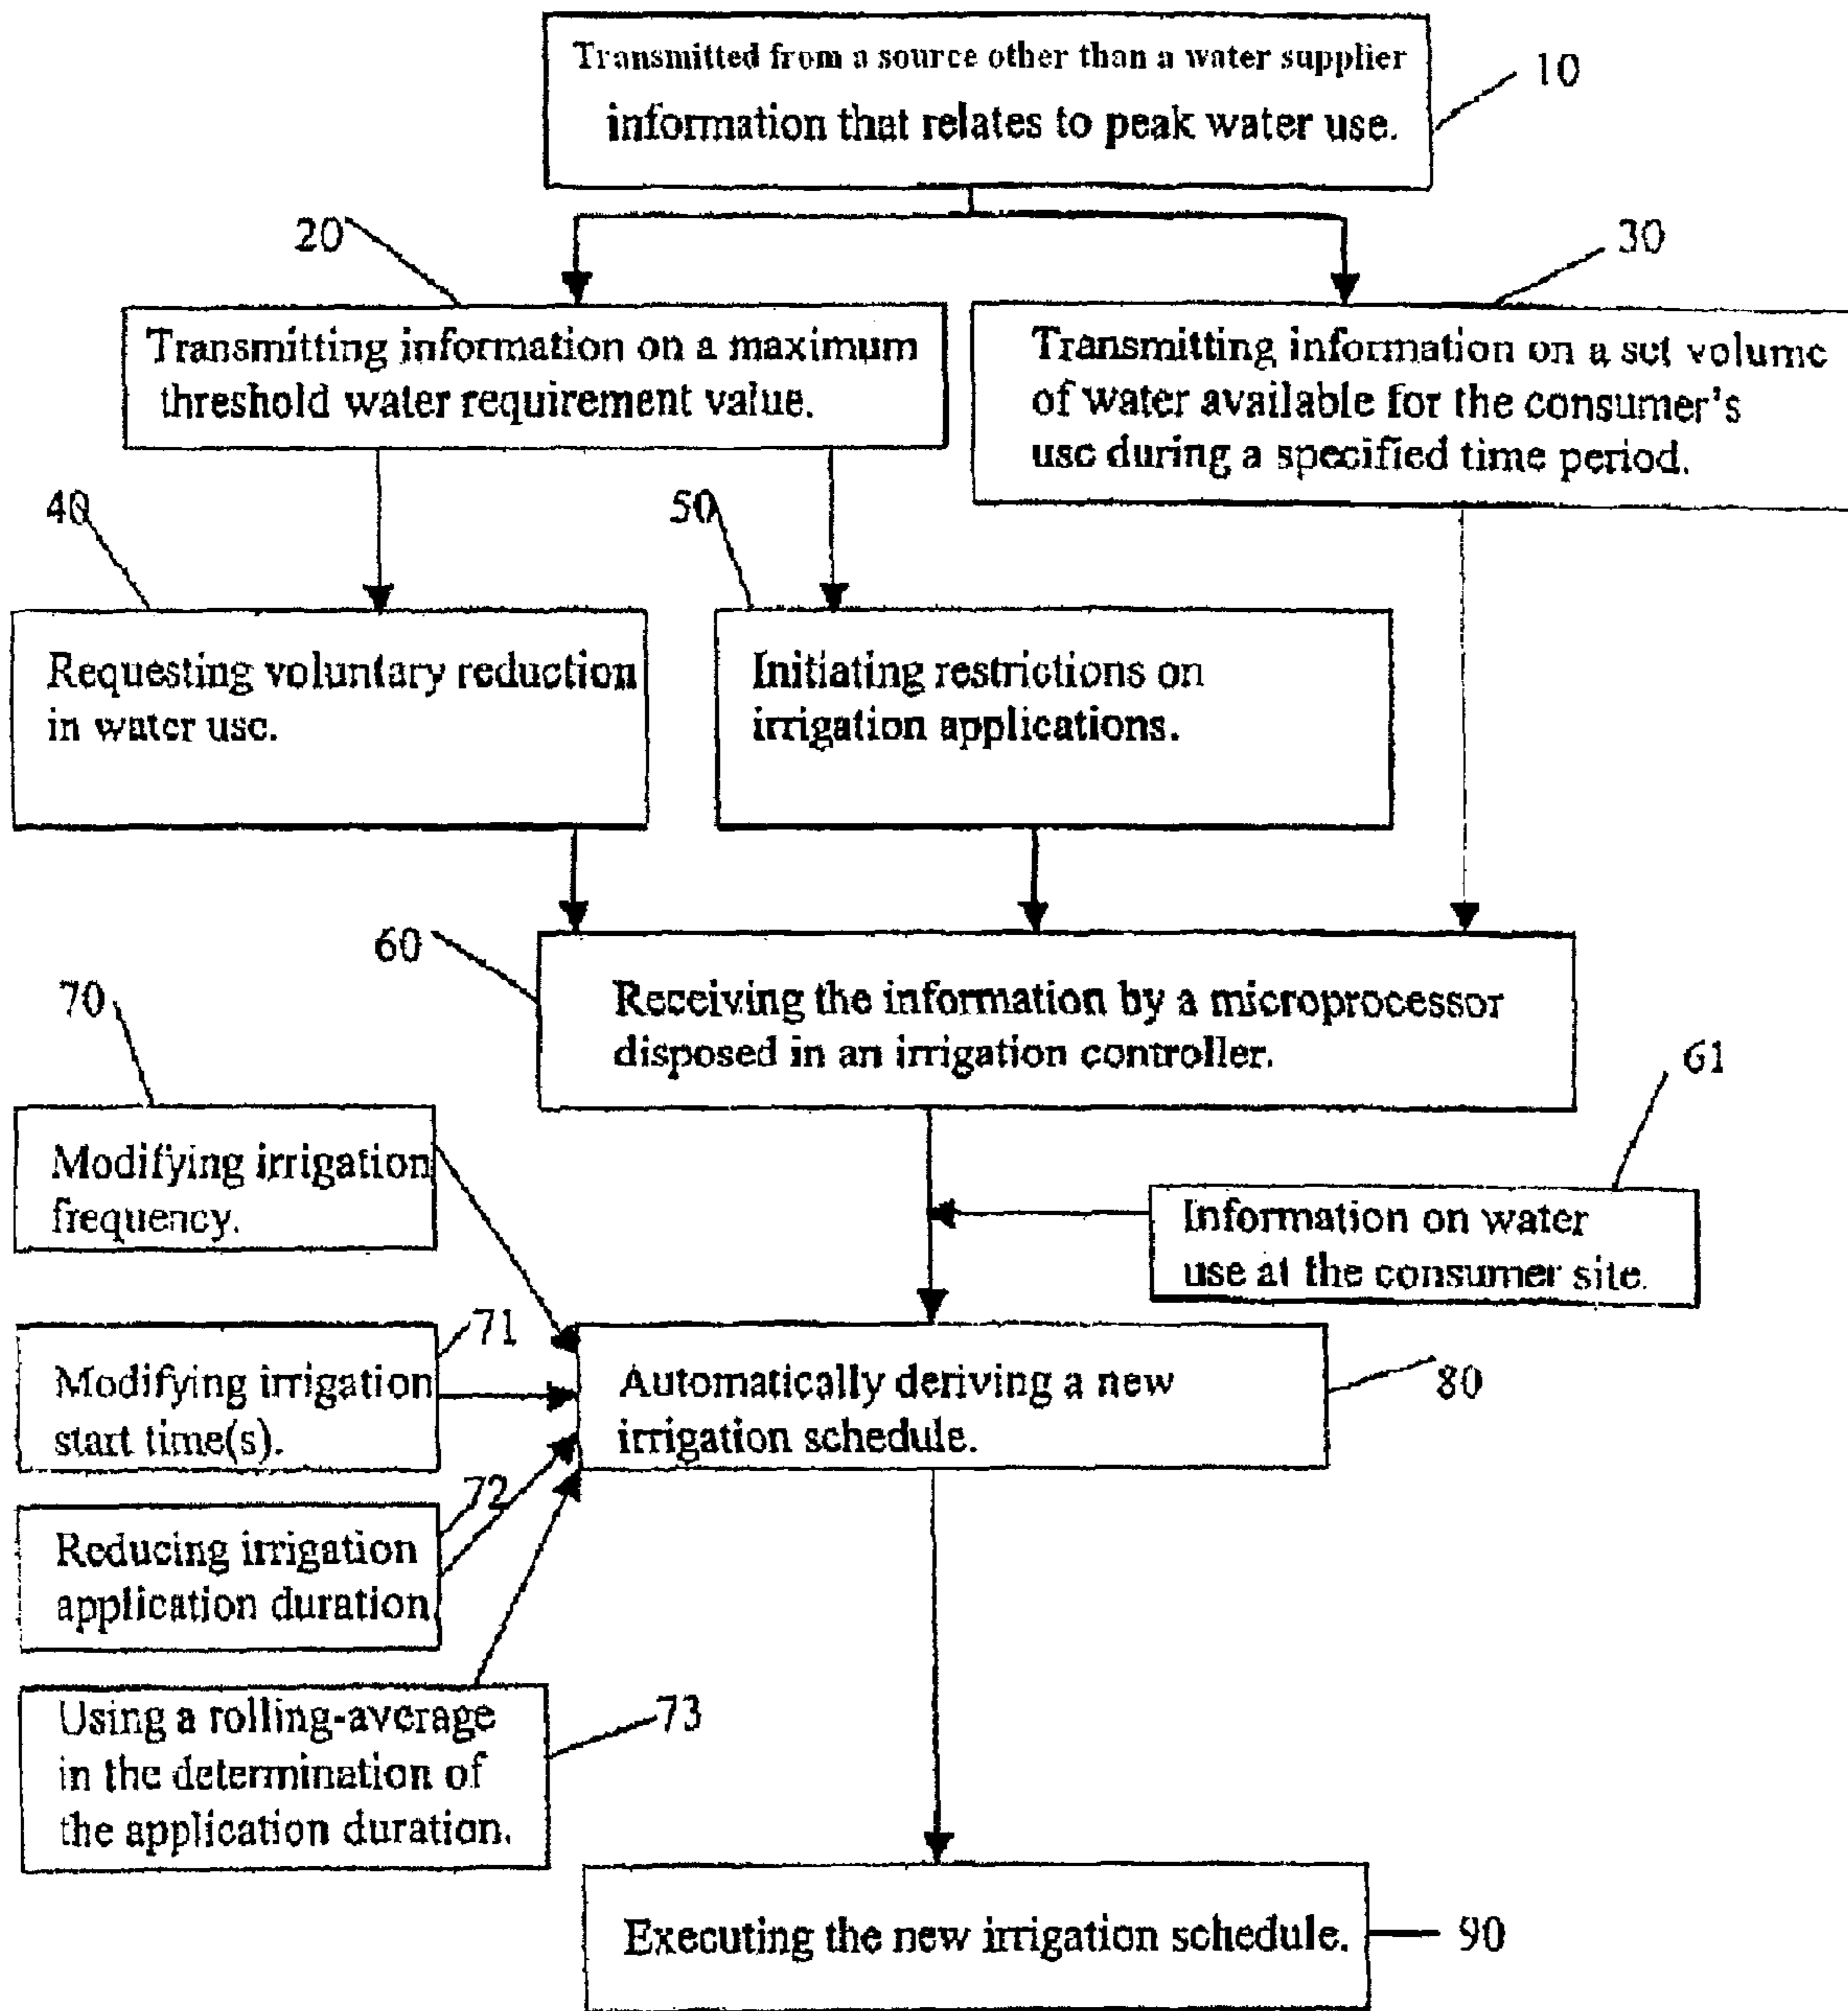 Transmitted from a source other than a water supplier
information that relates to peak water use.
10
20
30
Transmitting information on a maximum
threshold water requirement value.
Transmitting information on a set volume
of water available for the consumer's
use during a specified time period.
40
50
Requesting voluntary reduction
in water use.
Initiating restrictions on
irrigation applications.
60
Receiving the information by a microprocessor
disposed in an irrigation controller.
70
61
Modifying irrigation
frequency.
Information on water
use at the consumer site.
71
Modifying irrigation
start time(s).
Automatically deriving a new
irrigation schedule.
80
72
Reducing irrigation
application duration
Using a rolling-average
in the determination of
the application duration.
73
Executing the new irrigation schedule.
90